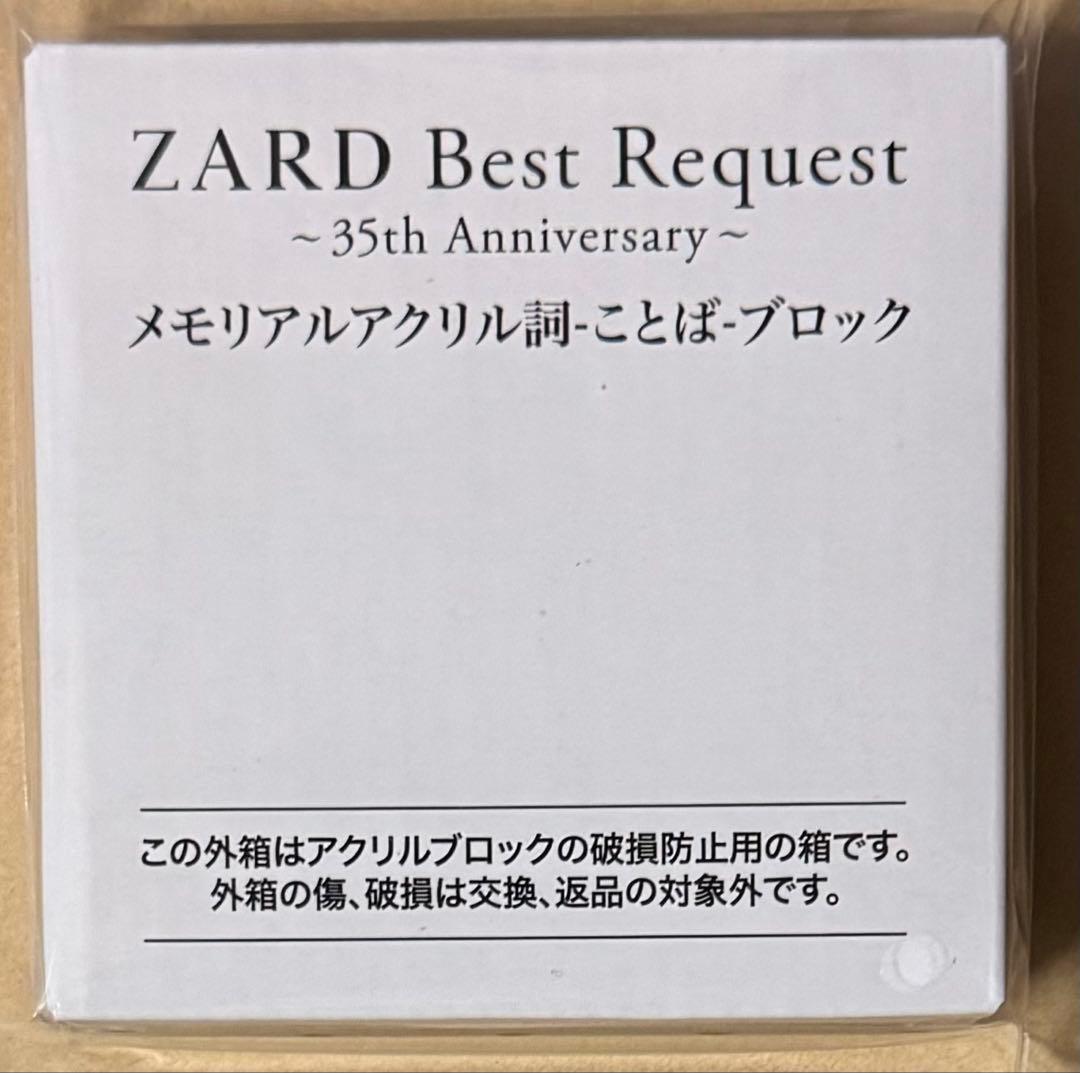 ZARD Best Request
～35th Anniversary～
メモリアルアクリル詞-ことば-ブロック
この外箱はアクリルブロックの破損防止用の箱です。
外箱の傷、破損は交換、返品の対象外です。